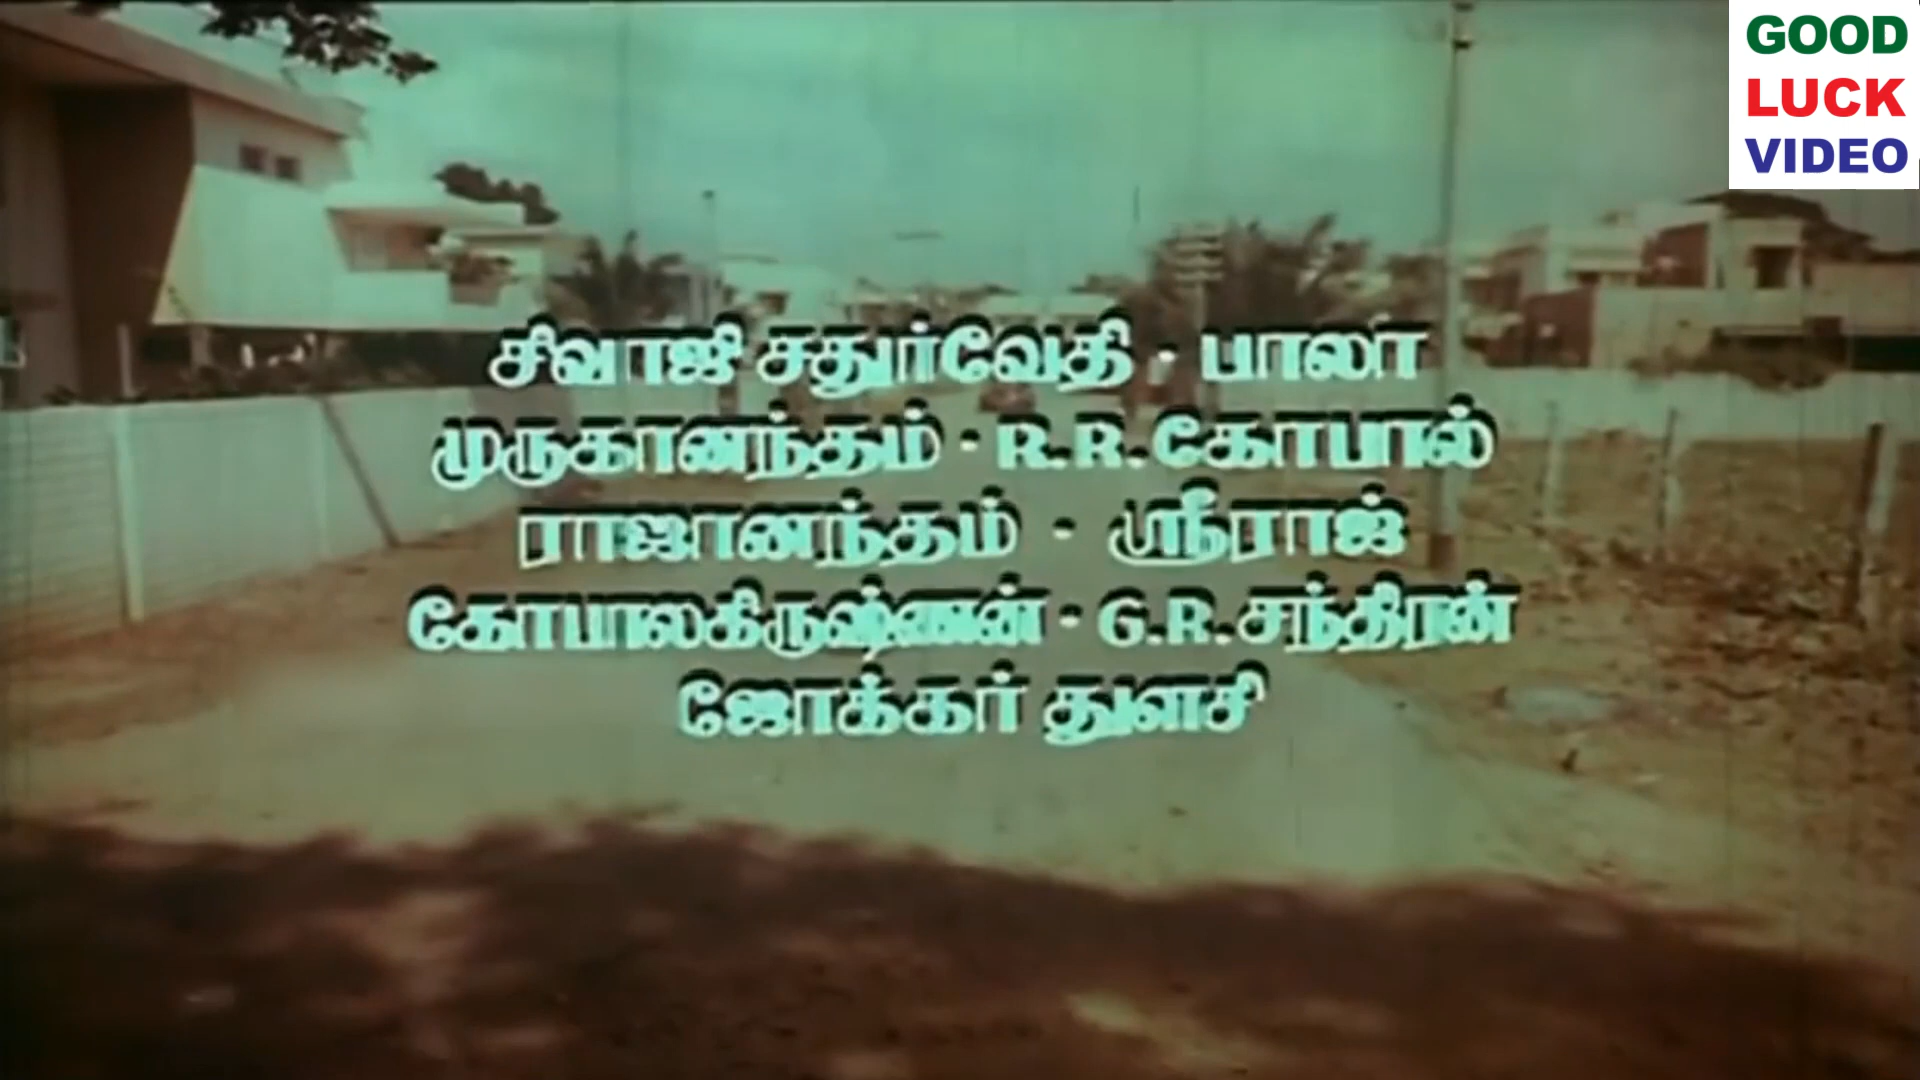 GOOD
LUCK
VIDEO
சிவாஜி சதுர்வேதி · பாலா
முருகானந்தம் · R.R.கோபால்
ராஜானந்தம் · ஸ்ரீராஜ்
கோபாலகிருஷ்ணன் · G.R.சந்திரன்
ஜோக்கர் துளசி